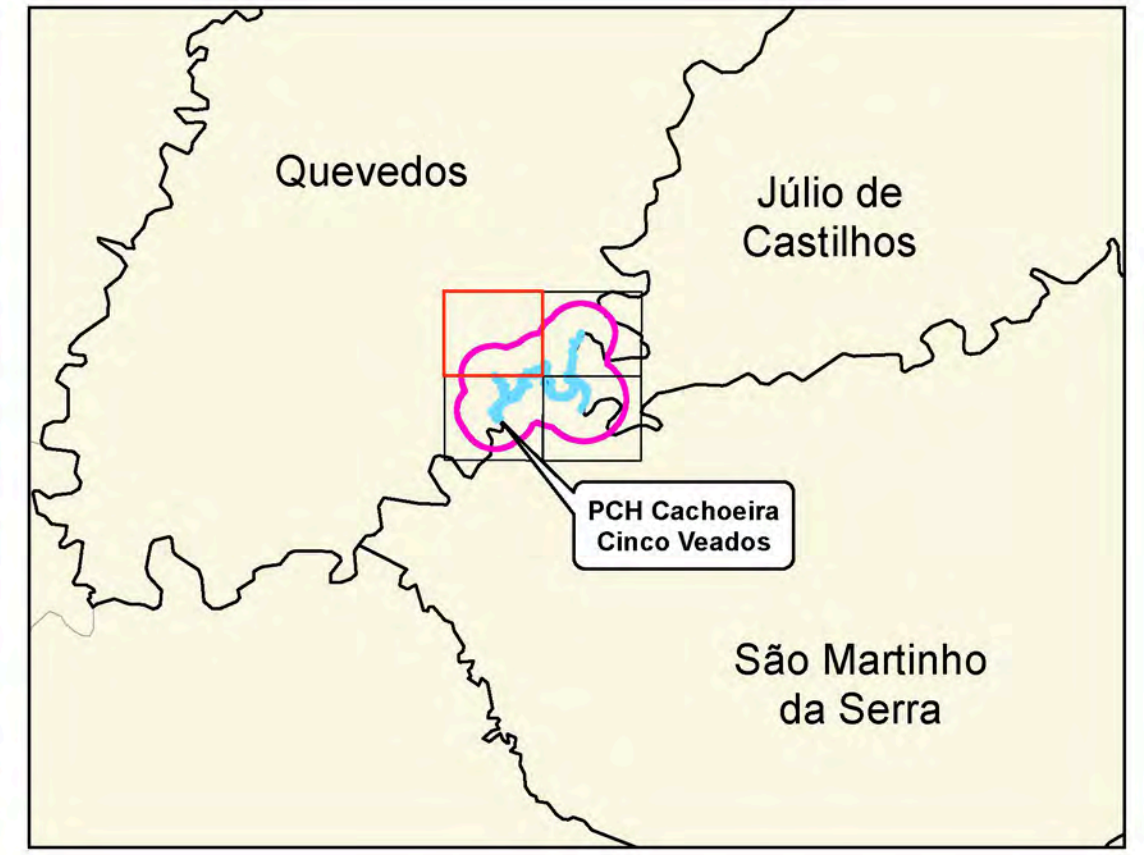 Quevedos
Júlio de
Castilhos
PCH Cachoeira
Cinco Veados
São Martinho
da Serra